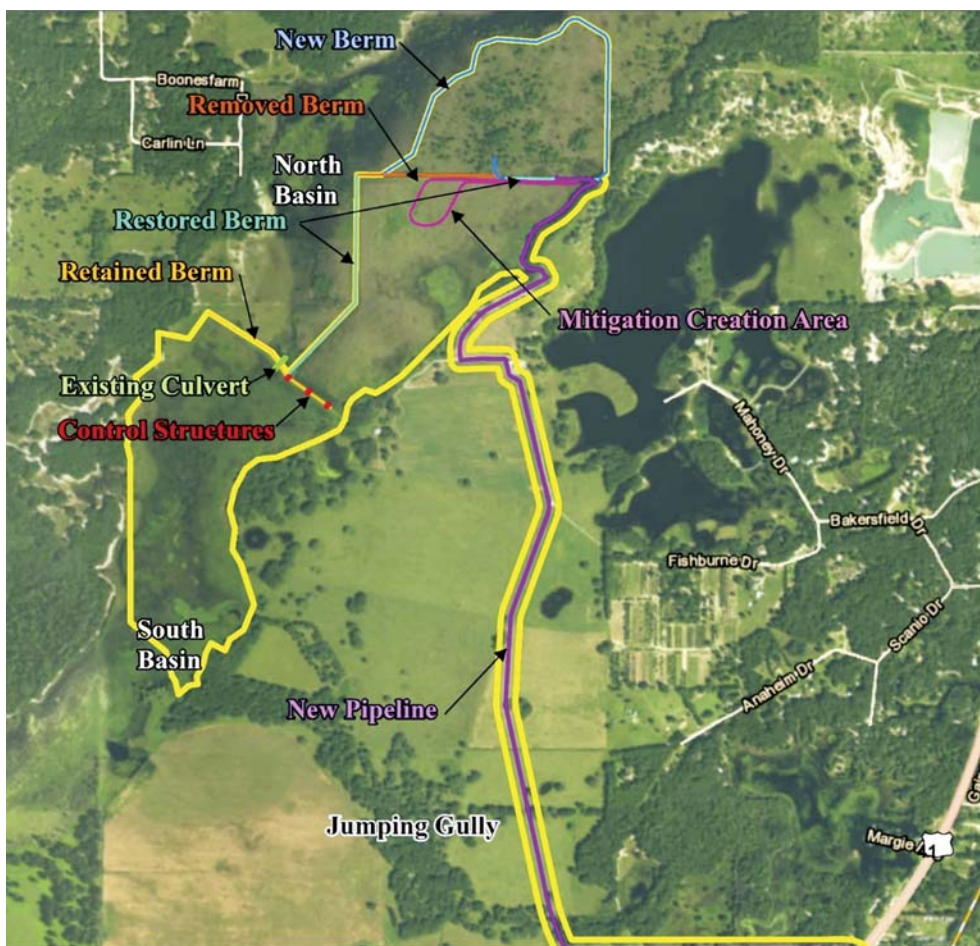 New Berm
Boonesfarm
Removed Berm
Carlin Ln
North
Basin
Restored Berm
Retained Berm
Mitigation Creation Area
Existing Culvert
Control Structures
Mahoney Dr
Bakersfield Dr
Fishburne Dr
Scanio Dr
South
Basin
Anaheim Dr
New Pipeline
Jumping Gully
Margie
1